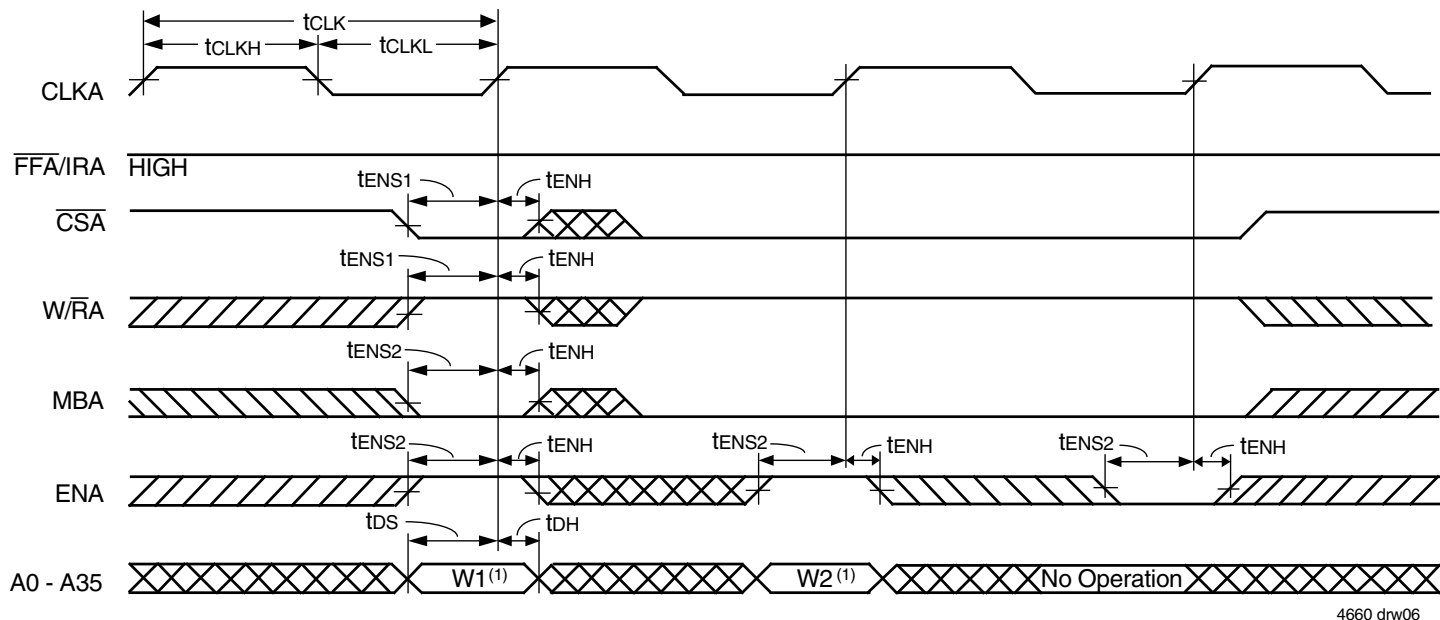 tCLK
tCLKH tCLKL
CLKA
FFA/IRA HIGH
tENS1 tENH
CSA
tENS1 tENH
W/RA
tENS2 tENH
MBA
tENS2 tENH tENS2 tENH tENS2 tENH
ENA
tDS tDH
A0 - A35 W1(1) W2(1) No Operation
4660 drw06